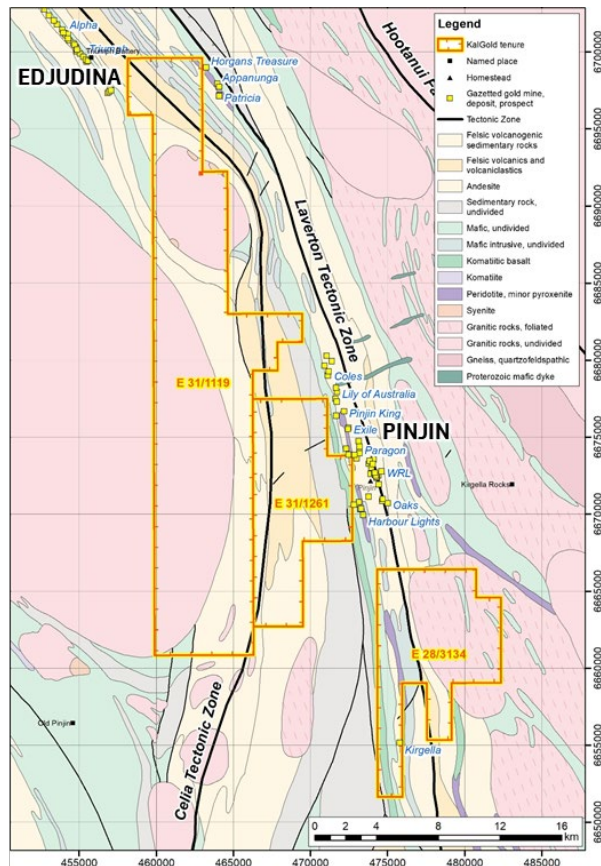 Alpha
Triumph
EDJUDINA
Horgans Treasure
Appanunga
Patricia
Hootanui
Laverton Tectonic Zone
E 31/1119
Coles
Lily of Australia
Pinjin King
Exile
PINJIN
Paragon
WRL
Pinjin
Kirgella Rocks
Oaks
Harbour Lights
E 31/1261
E 28/3134
Old Pinjin
Celia Tectonic Zone
Kirgella
Legend
KalGold tenure
Named place
Homestead
Gazetted gold mine,
deposit, prospect
Tectonic Zone
Felsic volcanogenic
sedimentary rocks
Felsic volcanics and
volcaniclastics
Andesite
Sedimentary rock,
undivided
Mafic, undivided
Mafic intrusive, undivided
Komatiitic basalt
Komatiite
Peridotite, minor pyroxenite
Syenite
Granitic rocks, foliated
Granitic rocks, undivided
Gneiss, quartzofeldspathic
Proterozoic mafic dyke
6700000
6695000
6690000
6685000
6680000
6675000
6670000
6665000
6660000
6655000
6650000
0 2 4 8 12 16
km
455000 460000 465000 470000 475000 480000 485000